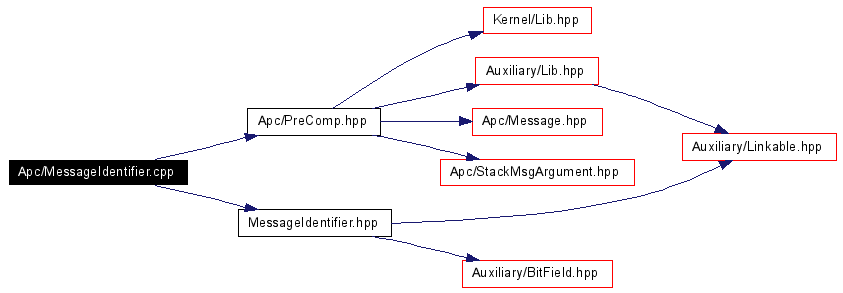 Kernel/Lib.hpp
Auxiliary/Lib.hpp
Apc/PreComp.hpp
Apc/Message.hpp
Auxiliary/Linkable.hpp
Apc/MessageIdentifier.cpp
Apc/StackMsgArgument.hpp
MessageIdentifier.hpp
Auxiliary/BitField.hpp